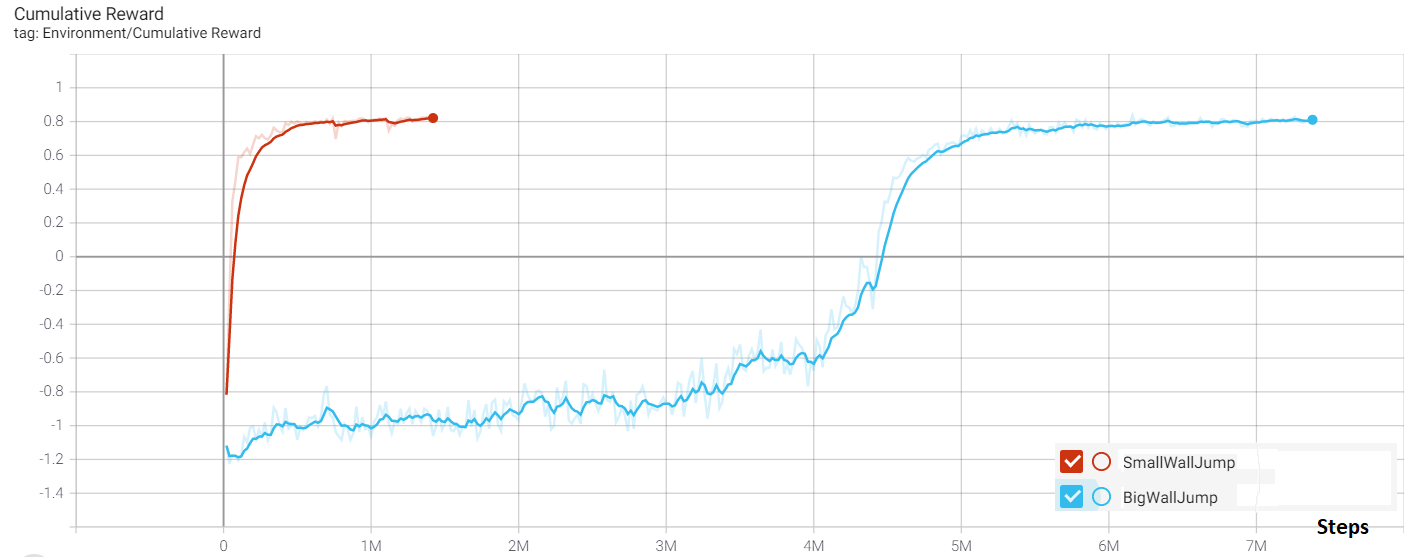 Cumulative Reward
tag: Environment/Cumulative Reward
1
0.8
0.6
0.4
0.2
0
-0.2
-0.4
-0.6
-0.8
-1
-1.2
-1.4
SmallWallJump
BigWallJump
Steps
0 1M 2M 3M 4M 5M 6M 7M